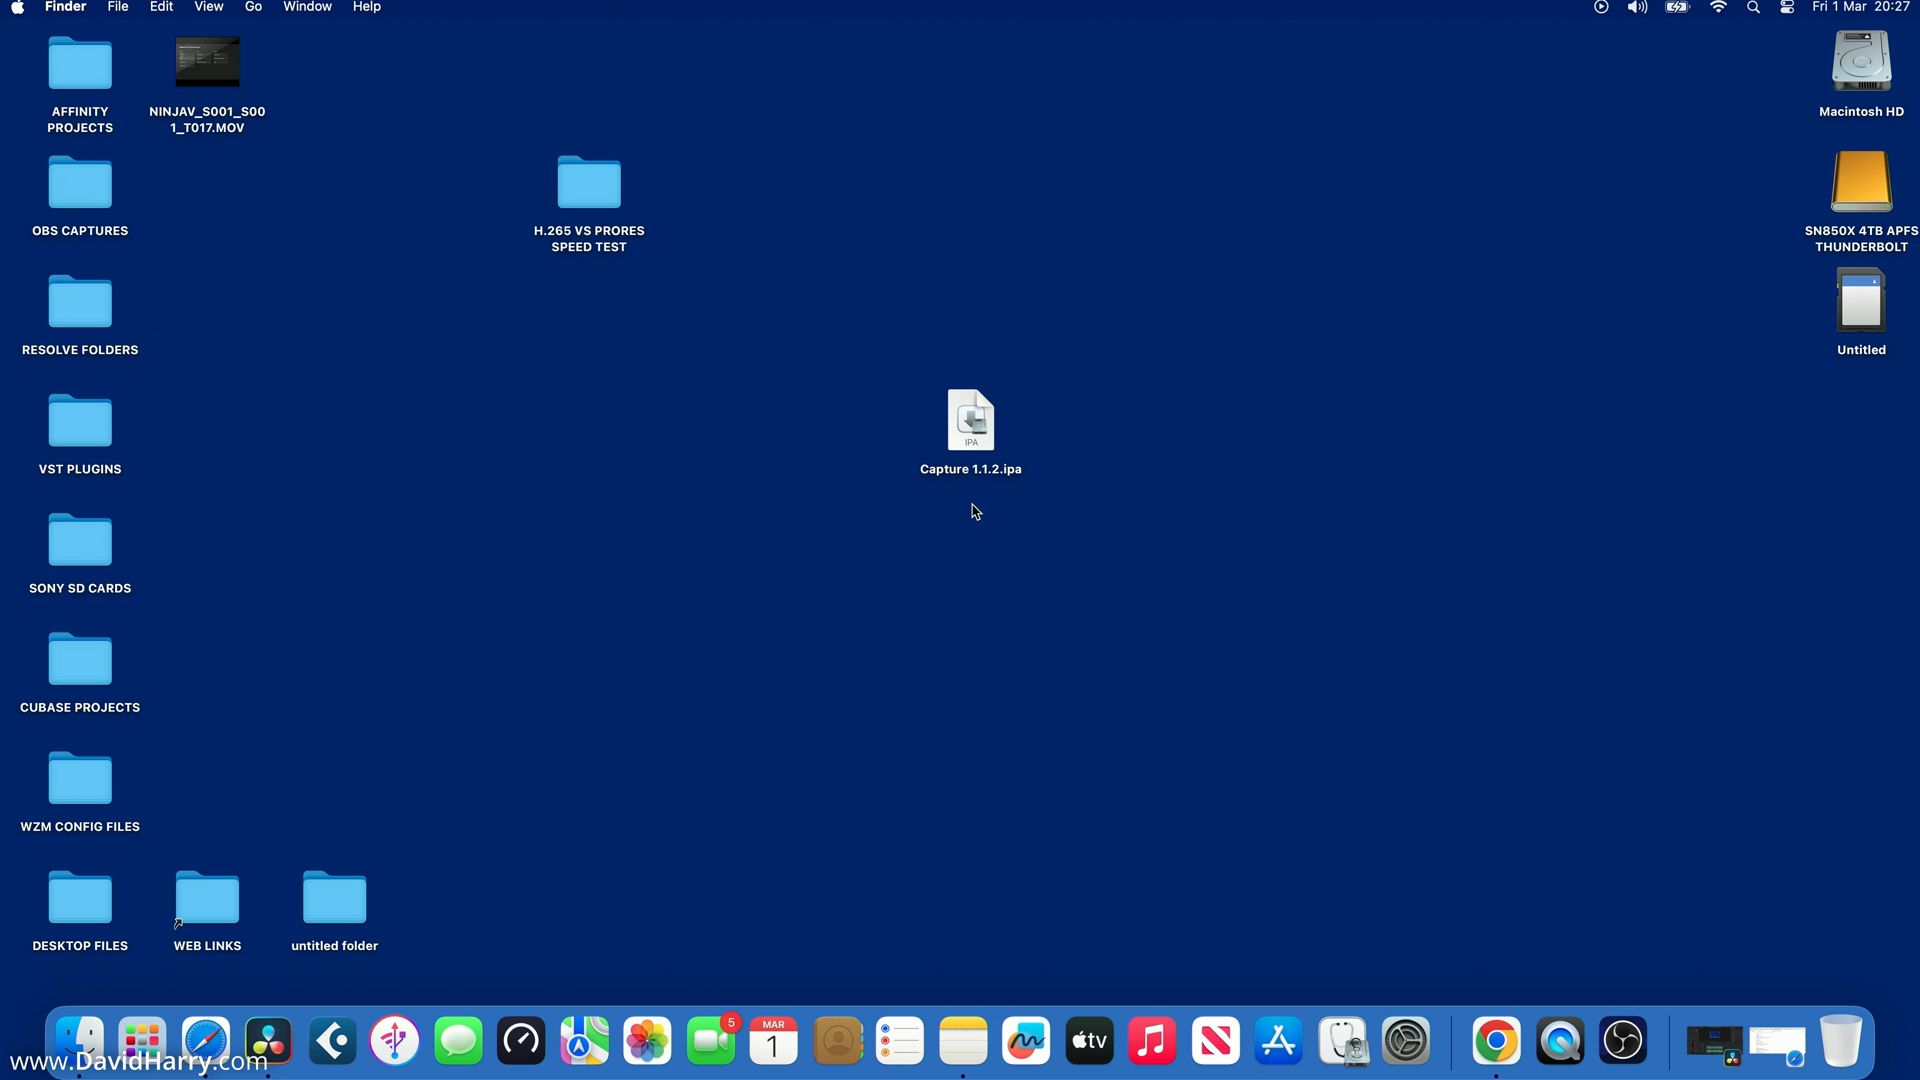 Finder File Edit View Go Window Help
Fri 1 Mar 20:27
AFFINITY
PROJECTS
NINJAV_S001_S00
1_T017.MOV
Macintosh HD
OBS CAPTURES
H.265 VS PRORES
SPEED TEST
SN850X 4TB APFS
THUNDERBOLT
RESOLVE FOLDERS
Untitled
IPA
VST PLUGINS
Capture 1.1.2.ipa
SONY SD CARDS
CUBASE PROJECTS
WZM CONFIG FILES
DESKTOP FILES
WEB LINKS
untitled folder
5
MAR
1
tv
www.DavidHarry.com